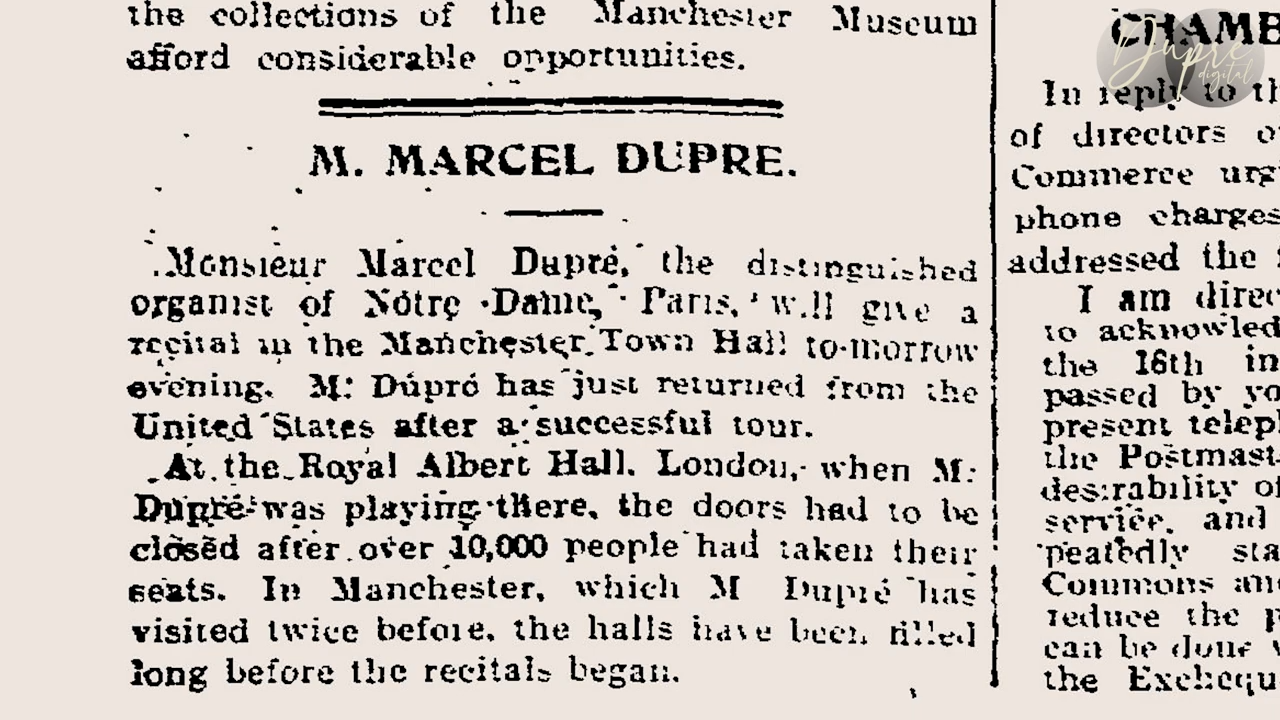 the collections of the Manchester Museum
afford considerable opportunities.
M. MARCEL DUPRE.
Monsieur Marcel Dupré, the distinguished
organist of Nôtre Dame, Paris, will give a
recital in the Manchester Town Hall to-morrow
evening. M. Dupré has just returned from the
United States after a successful tour.
At the Royal Albert Hall, London, when M.
Dupré was playing there, the doors had to be
closed after over 10,000 people had taken their
seats. In Manchester, which M Dupré has
visited twice before, the halls have been filled
long before the recitals began.
CHAMB
In reply to th
of directors o
Commerce urg
phone charges
addressed the
I am direc
to acknowled
the 16th in
passed by yo
present telep
the Postmast
desirability of
service, and
peatedly sta
Commons an
reduce the p
can be done
the Exchequ
Dupré
digital